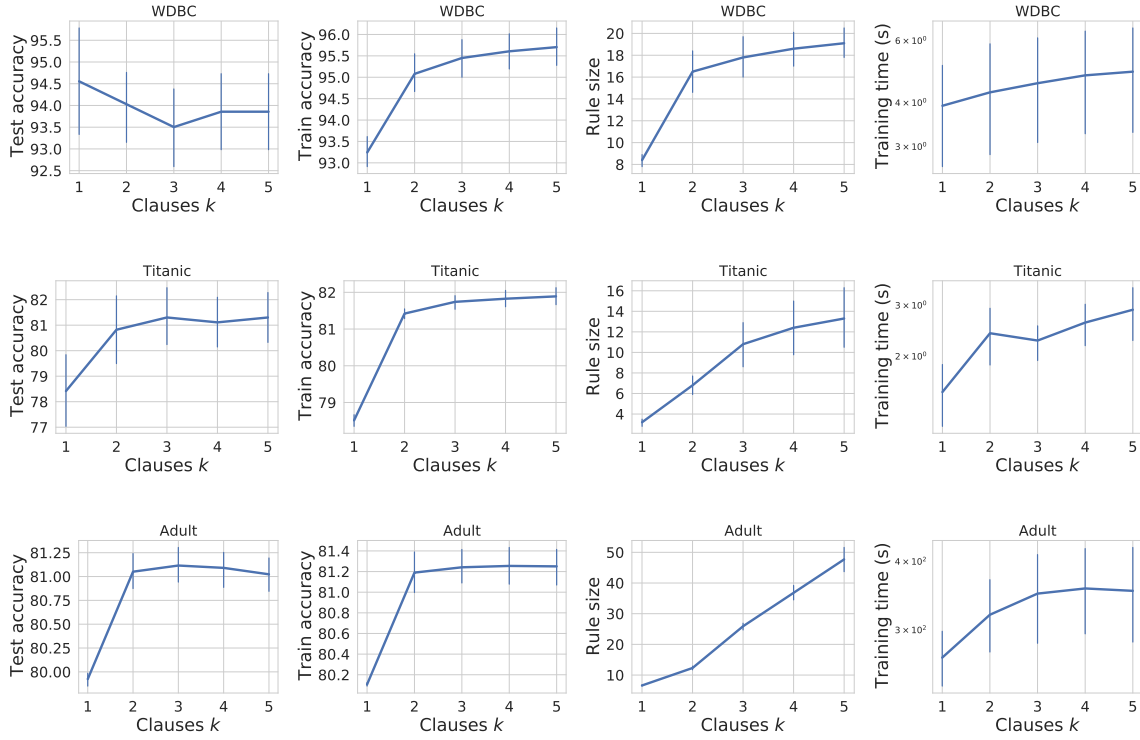 WDBC
Test accuracy
95.5
95.0
94.5
94.0
93.5
93.0
92.5
1 2 3 4 5
Clauses k
WDBC
Train accuracy
96.0
95.5
95.0
94.5
94.0
93.5
93.0
1 2 3 4 5
Clauses k
WDBC
Rule size
20
18
16
14
12
10
8
1 2 3 4 5
Clauses k
WDBC
Training time (s)
6 × 10⁰
4 × 10⁰
3 × 10⁰
1 2 3 4 5
Clauses k
Titanic
Test accuracy
82
81
80
79
78
77
1 2 3 4 5
Clauses k
Titanic
Train accuracy
82
81
80
79
1 2 3 4 5
Clauses k
Titanic
Rule size
16
14
12
10
8
6
4
1 2 3 4 5
Clauses k
Titanic
Training time (s)
3 × 10⁰
2 × 10⁰
1 2 3 4 5
Clauses k
Adult
Test accuracy
81.25
81.00
80.75
80.50
80.25
80.00
1 2 3 4 5
Clauses k
Adult
Train accuracy
81.4
81.2
81.0
80.8
80.6
80.4
80.2
1 2 3 4 5
Clauses k
Adult
Rule size
50
40
30
20
10
1 2 3 4 5
Clauses k
Adult
Training time (s)
4 × 10²
3 × 10²
1 2 3 4 5
Clauses k